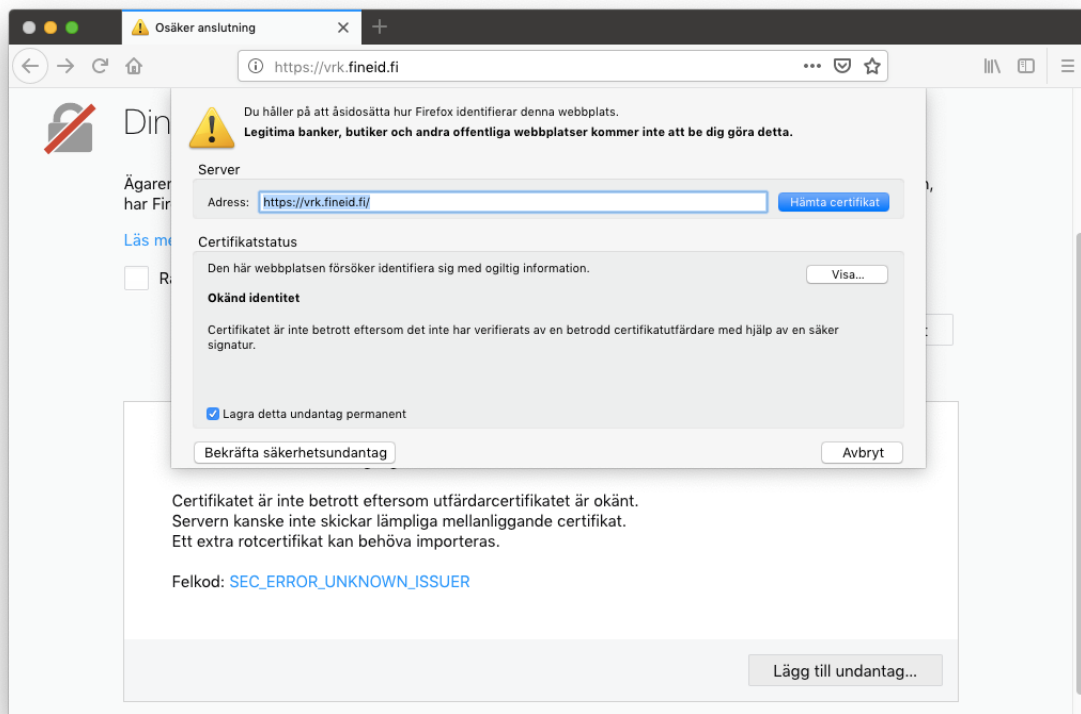 Osäker anslutning
https://vrk.fineid.fi
Din
Du håller på att åsidosätta hur Firefox identifierar denna webbplats.
Legitima banker, butiker och andra offentliga webbplatser kommer inte att be dig göra detta.
Server
Adress: https://vrk.fineid.fi/ Hämta certifikat
har
Läs
Certifikatstatus
Den här webbplatsen försöker identifiera sig med ogiltig information.
Visa...
Okänd identitet
Certifikatet är inte betrott eftersom det inte har verifierats av en betrodd certifikatutfärdare med hjälp av en säker
signatur.
Lagra detta undantag permanent
Bekräfta säkerhetsundantag Avbryt
Certifikatet är inte betrott eftersom utfärdarcertifikatet är okänt.
Servern kanske inte skickar lämpliga mellanliggande certifikat.
Ett extra rotcertifikat kan behöva importeras.
Felkod: SEC_ERROR_UNKNOWN_ISSUER
Lägg till undantag...